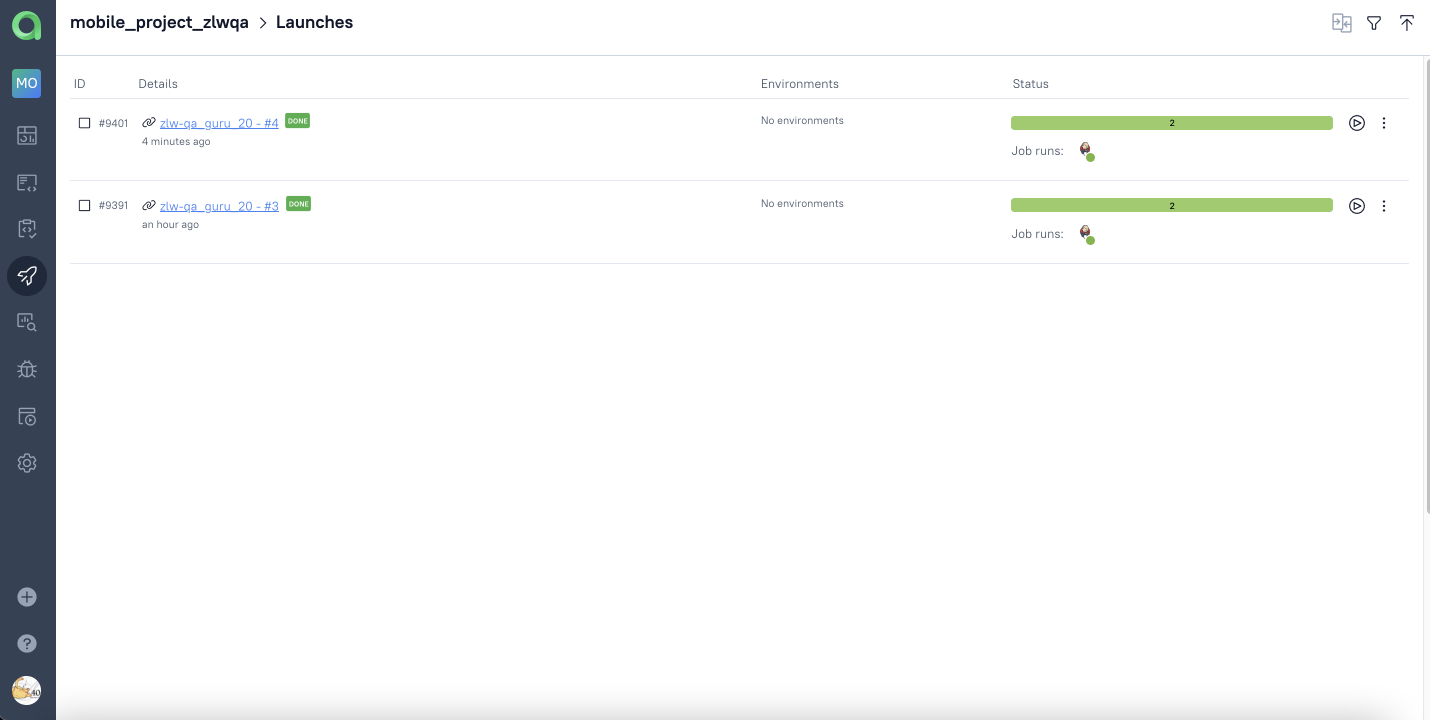 mobile_project_zlwqa > Launches
MO
ID Details Environments Status
#9401 zlw-qa_guru_20 - #4 DONE No environments 2
4 minutes ago
Job runs:
#9391 zlw-qa_guru_20 - #3 DONE No environments 2
an hour ago
Job runs:
40